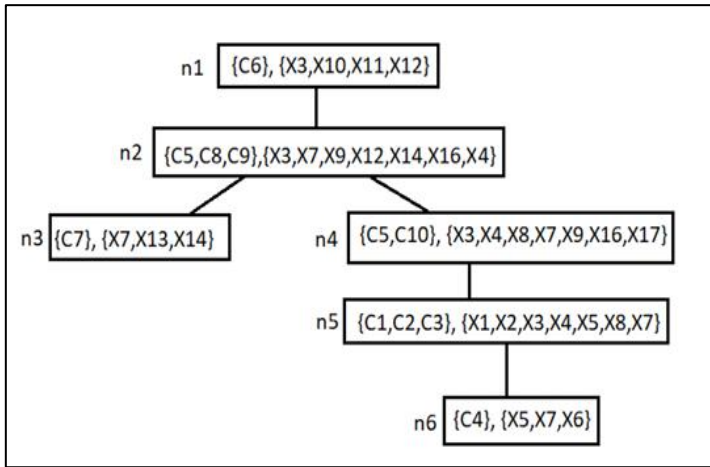 n1 {C6}, {X3,X10,X11,X12}
n2 {C5,C8,C9},{X3,X7,X9,X12,X14,X16,X4}
n3 {C7}, {X7,X13,X14}
n4 {C5,C10}, {X3,X4,X8,X7,X9,X16,X17}
n5 {C1,C2,C3}, {X1,X2,X3,X4,X5,X8,X7}
n6 {C4}, {X5,X7,X6}